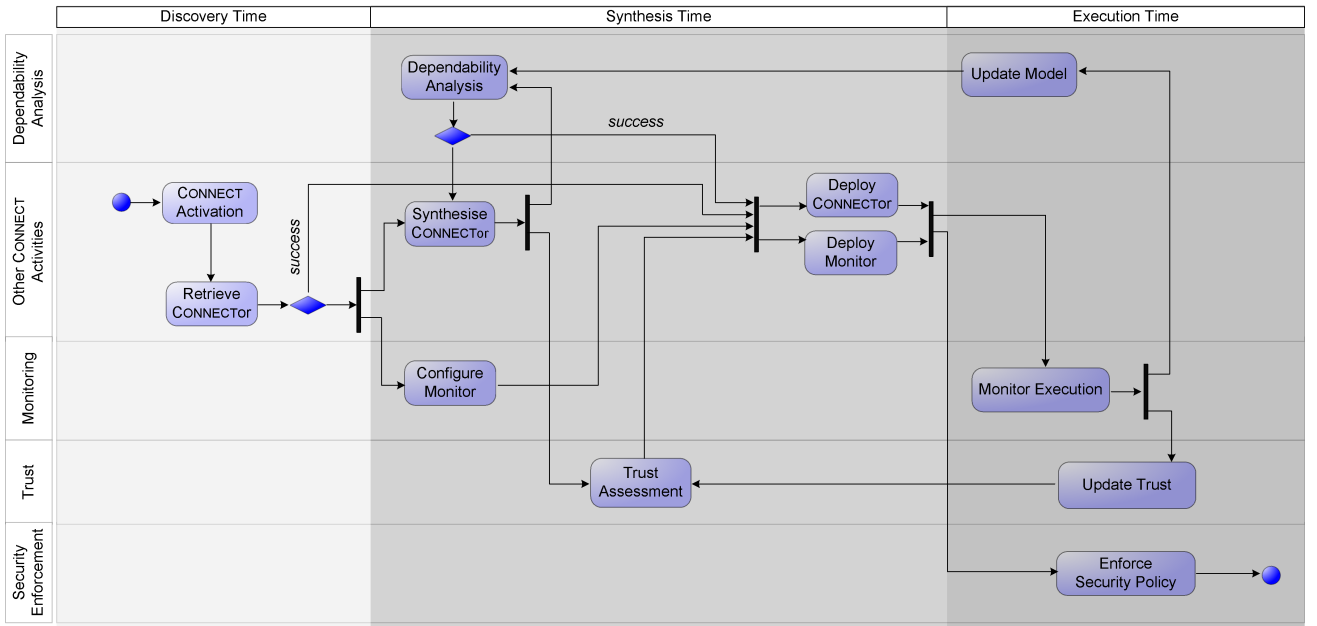 Discovery Time
Synthesis Time
Execution Time
Dependability
Analysis
Dependability
Analysis
Update Model
success
Other CONNECT
Activities
CONNECT
Activation
Retrieve
CONNECTor
success
Synthesise
CONNECTor
Deploy
CONNECTor
Deploy
Monitor
Monitoring
Configure
Monitor
Monitor Execution
Trust
Trust
Assessment
Update Trust
Security
Enforcement
Enforce
Security Policy